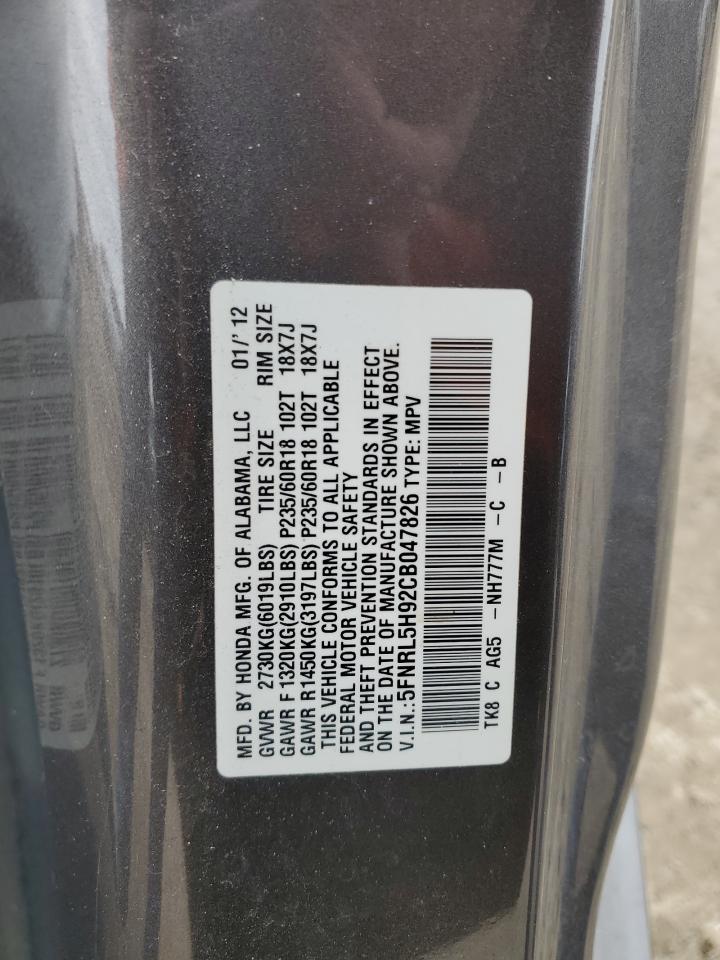 MFD. BY HONDA MFG. OF ALABAMA, LLC 01/'12
GVWR 2730KG(6019LBS) TIRE SIZE RIM SIZE
GAWR F 1320KG(2910LBS) P235/60R18 102T 18X7J
GAWR R1450KG(3197LBS) P235/60R18 102T 18X7J
THIS VEHICLE CONFORMS TO ALL APPLICABLE
FEDERAL MOTOR VEHICLE SAFETY
AND THEFT PREVENTION STANDARDS IN EFFECT
ON THE DATE OF MANUFACTURE SHOWN ABOVE.
V.I.N.:5FNRL5H92CB047826 TYPE: MPV
TK8 C AG5 -NH777M -C -B